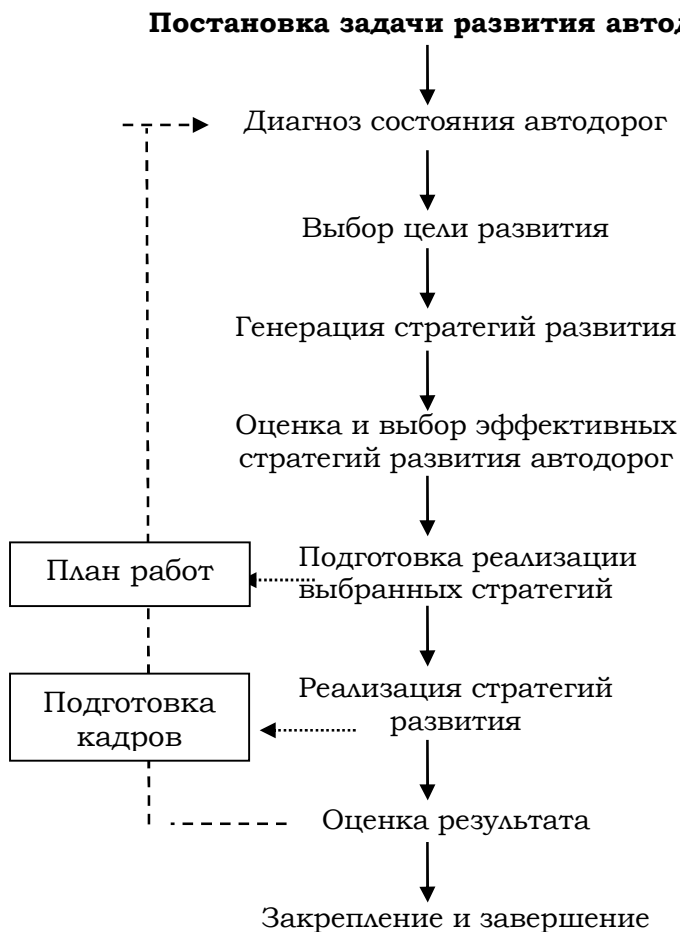 Постановка задачи развития
Диагноз состояния автодорог
Выбор цели развития
Генерация стратегий развития
Оценка и выбор эффективных
стратегий развития автодорог
План работ
Подготовка реализации
выбранных стратегий
Подготовка
кадров
Реализация стратегий
развития
Оценка результата
Закрепление и завершение